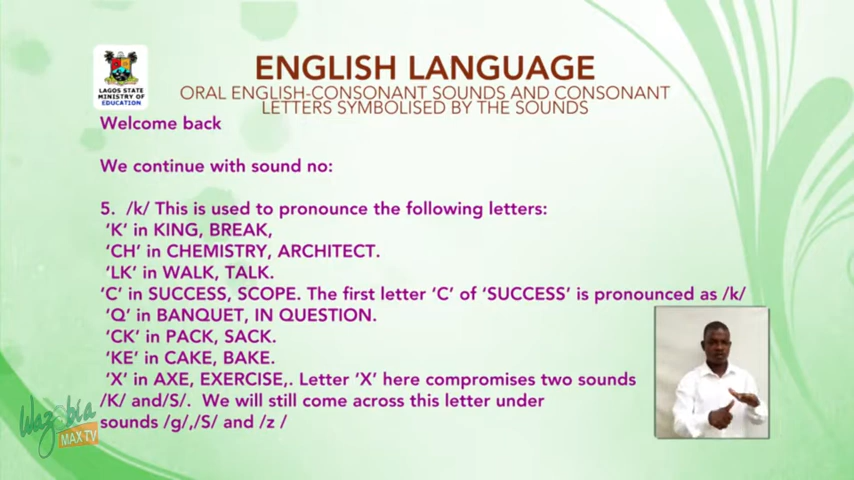 LAGOS STATE
MINISTRY OF
EDUCATION
ENGLISH LANGUAGE
ORAL ENGLISH-CONSONANT SOUNDS AND CONSONANT
LETTERS SYMBOLISED BY THE SOUNDS
Welcome back
We continue with sound no:
5. /k/ This is used to pronounce the following letters:
‘K’ in KING, BREAK,
‘CH’ in CHEMISTRY, ARCHITECT.
‘LK’ in WALK, TALK.
‘C’ in SUCCESS, SCOPE. The first letter ‘C’ of ‘SUCCESS’ is pronounced as /k/
‘Q’ in BANQUET, IN QUESTION.
‘CK’ in PACK, SACK.
‘KE’ in CAKE, BAKE.
‘X’ in AXE, EXERCISE,. Letter ‘X’ here compromises two sounds
/K/ and/S/. We will still come across this letter under
sounds /g/,/S/ and /z /
Wazobia
MAX TV